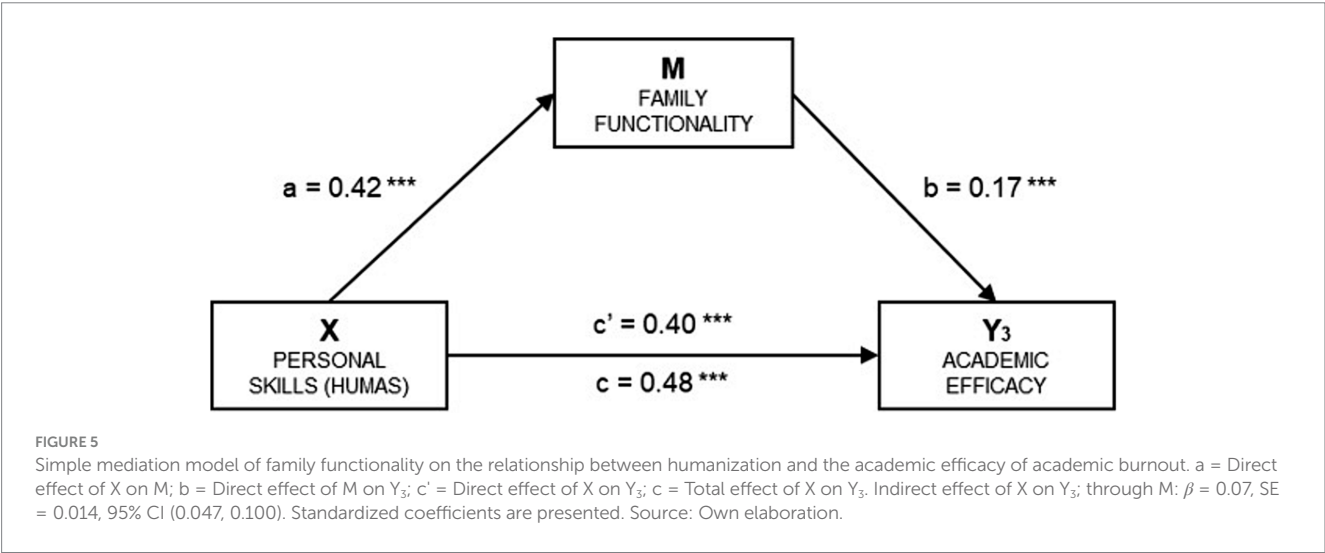 M
FAMILY
FUNCTIONALITY
a = 0.42 ***
b = 0.17 ***
X
PERSONAL
SKILLS (HUMAS)
c' = 0.40 ***
c = 0.48 ***
Y₃
ACADEMIC
EFFICACY
FIGURE 5
Simple mediation model of family functionality on the relationship between humanization and the academic efficacy of academic burnout. a = Direct
effect of X on M; b = Direct effect of M on Y₃; c' = Direct effect of X on Y₃; c = Total effect of X on Y₃. Indirect effect of X on Y₃; through M: β = 0.07, SE
= 0.014, 95% CI (0.047, 0.100). Standardized coefficients are presented. Source: Own elaboration.